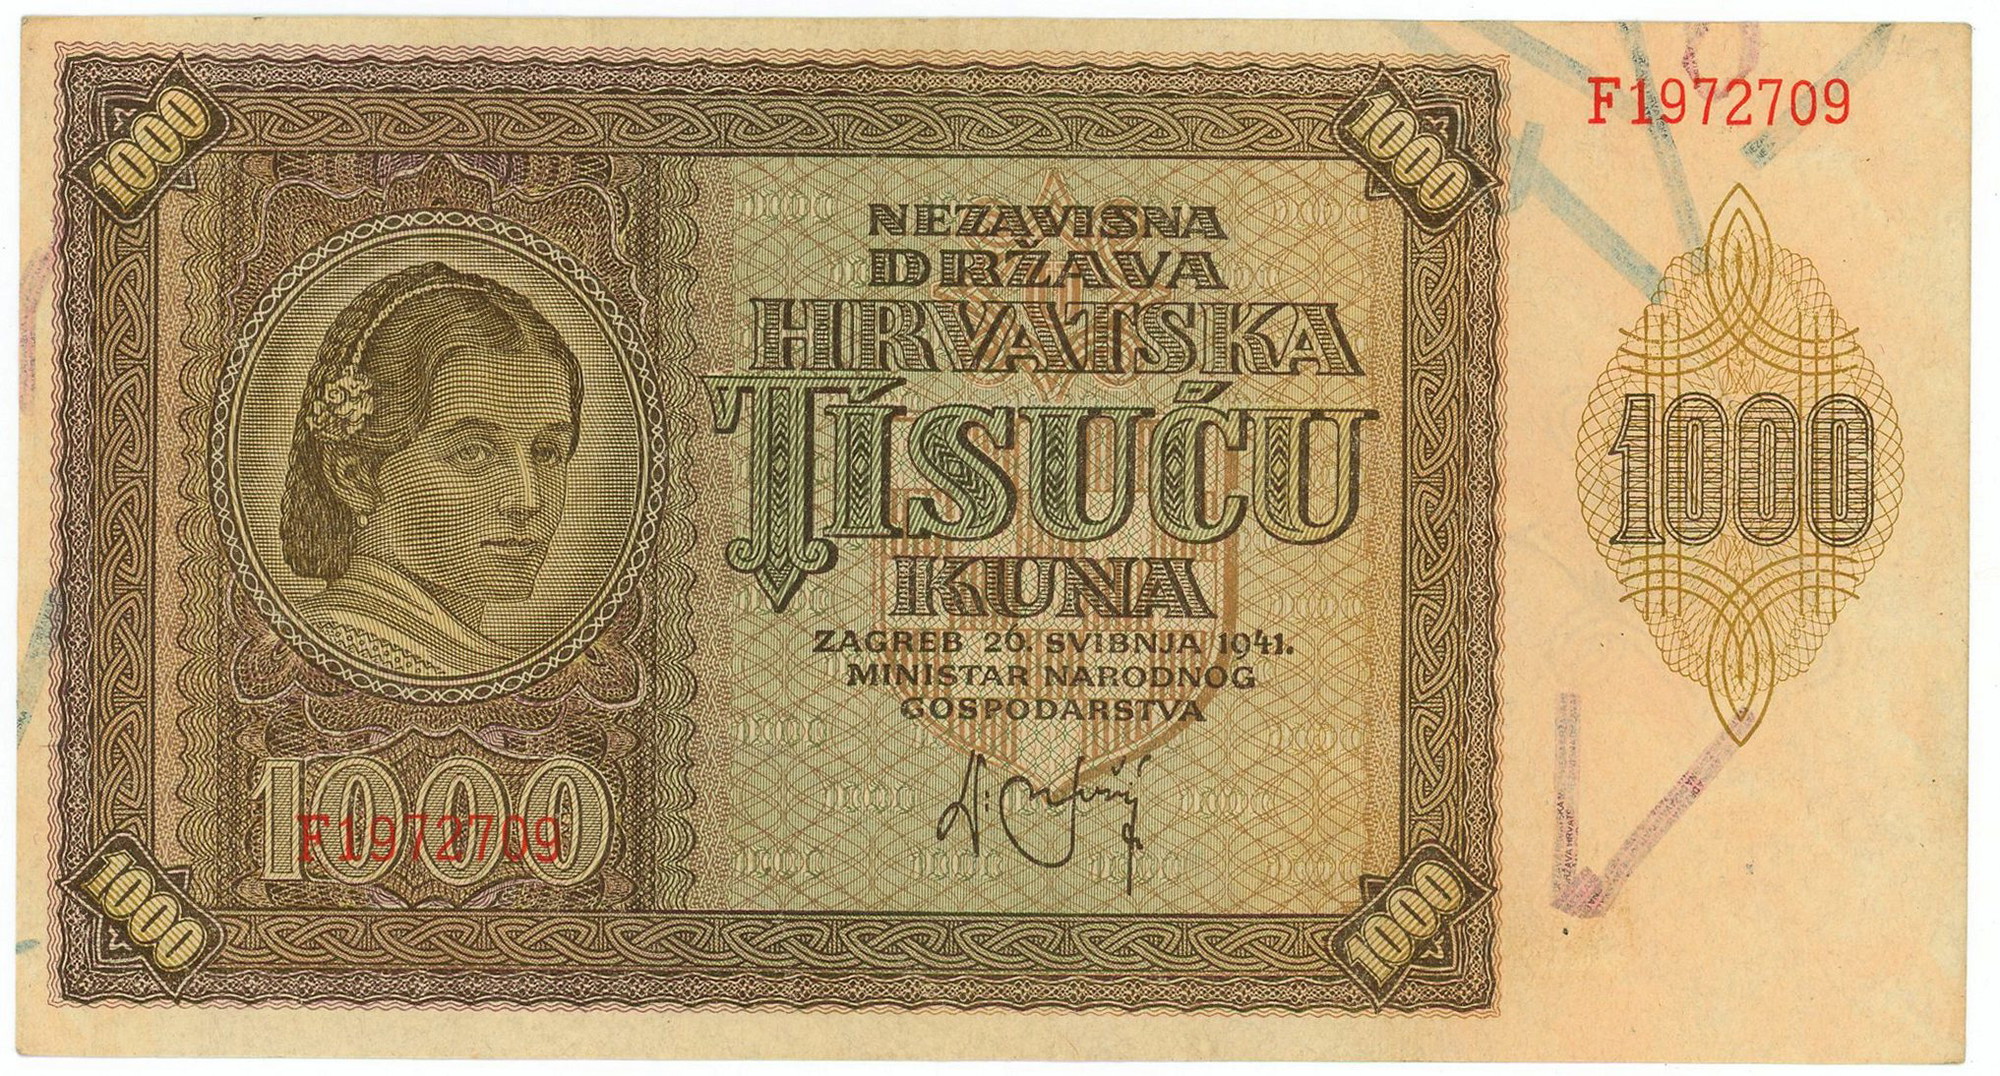 1000
1000
F1972709
NEZAVISNA
DRŽAVA
HRVATSKA
TISUĆU
KUNA
ZAGREB 26. SVIBNJA 1941.
MINISTAR NARODNOG
GOSPODARSTVA
1000
1000
F1972709
1000
1000